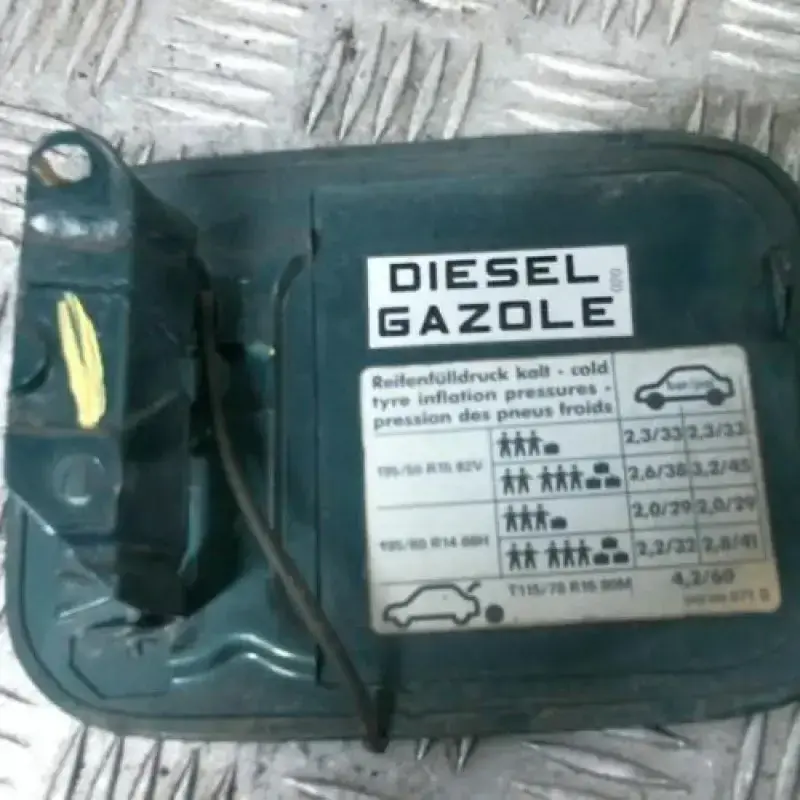 DIESEL
GAZOLE
Reifenfülldruck kalt - cold
tyre inflation pressures -
pression des pneus froids
bar/psi
2,3/33 2,3/33
2,6/38 3,2/45
2,0/29 2,0/29
2,2/32 2,8/41
4,2/60